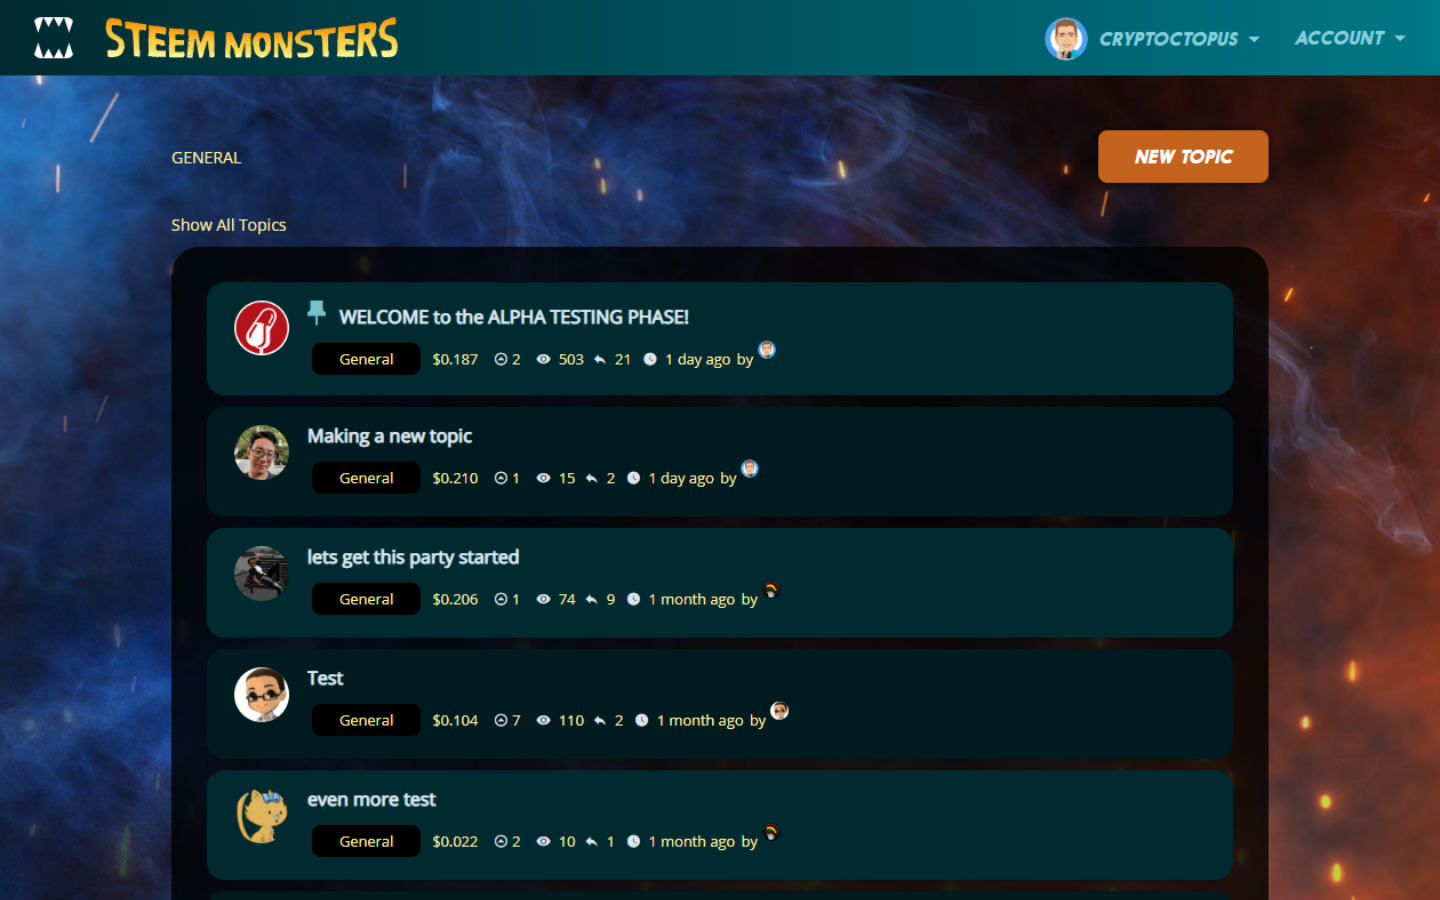 STEEM MONSTERS
CRYPTOCTOPUS
ACCOUNT
GENERAL
NEW TOPIC
Show All Topics
WELCOME to the ALPHA TESTING PHASE!
General $0.187 2 503 21 1 day ago by
Making a new topic
General $0.210 1 15 2 1 day ago by
lets get this party started
General $0.206 1 74 9 1 month ago by
Test
General $0.104 7 110 2 1 month ago by
even more test
General $0.022 2 10 1 1 month ago by